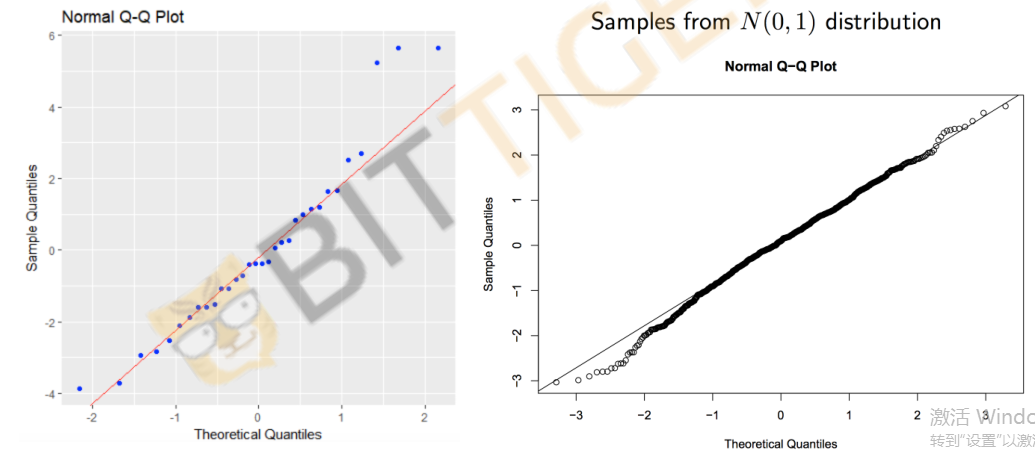 Normal Q-Q Plot
6
4
2
0
-2
-4
Sample Quantiles
-2 -1 0 1 2
Theoretical Quantiles
BITTIGER
Samples from N(0, 1) distribution
Normal Q−Q Plot
3
2
1
0
−1
−2
−3
Sample Quantiles
−3 −2 −1 0 1 2 3
Theoretical Quantiles
激活 Windo
转到"设置"以激